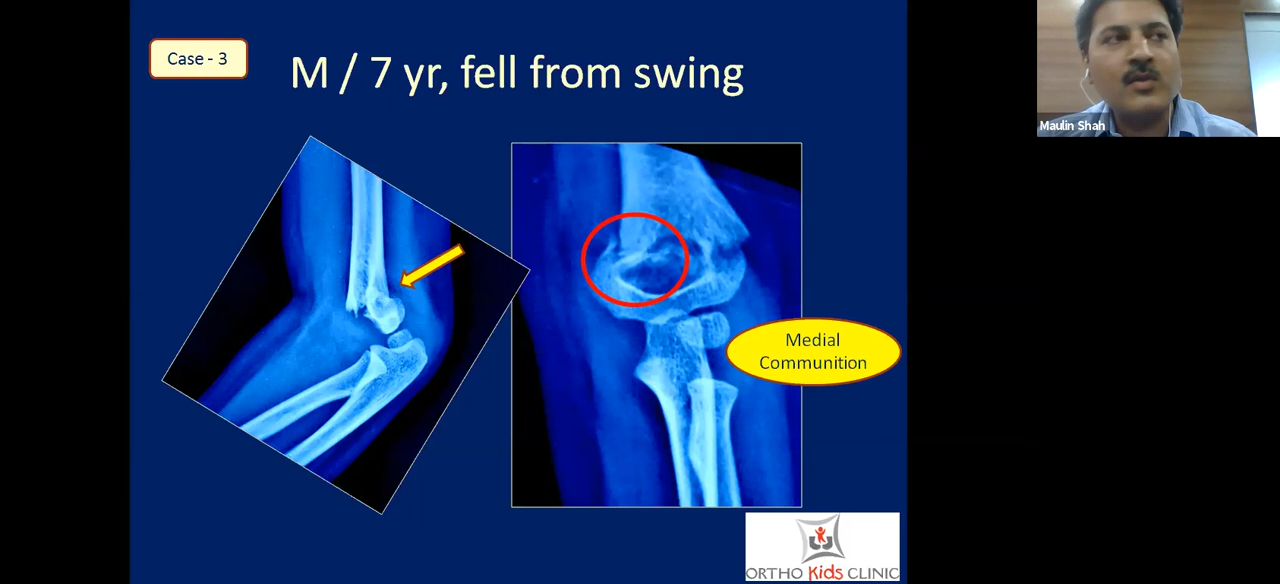 Case - 3
M / 7 yr, fell from swing
Maulin Shah
Medial
Communition
ORTHO Kids CLINIC